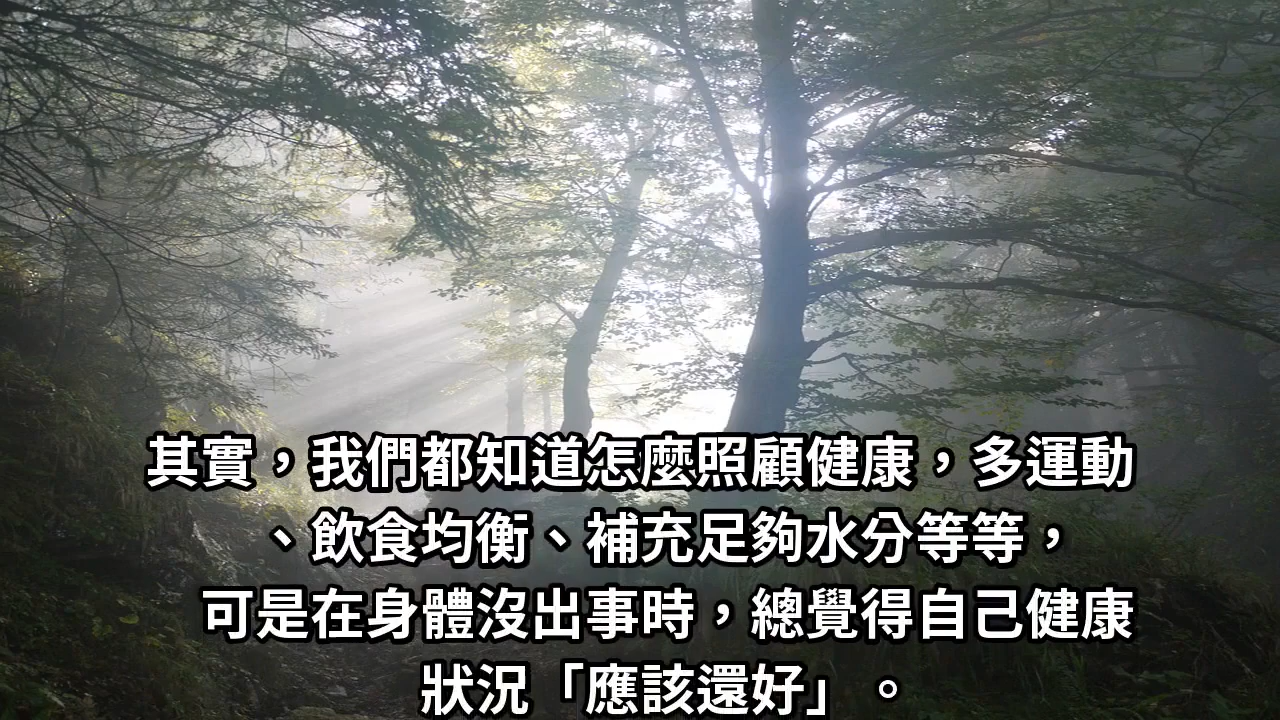 其實，我們都知道怎麼照顧健康，多運動
、飲食均衡、補充足夠水分等等，
可是在身體沒出事時，總覺得自己健康
狀況「應該還好」。